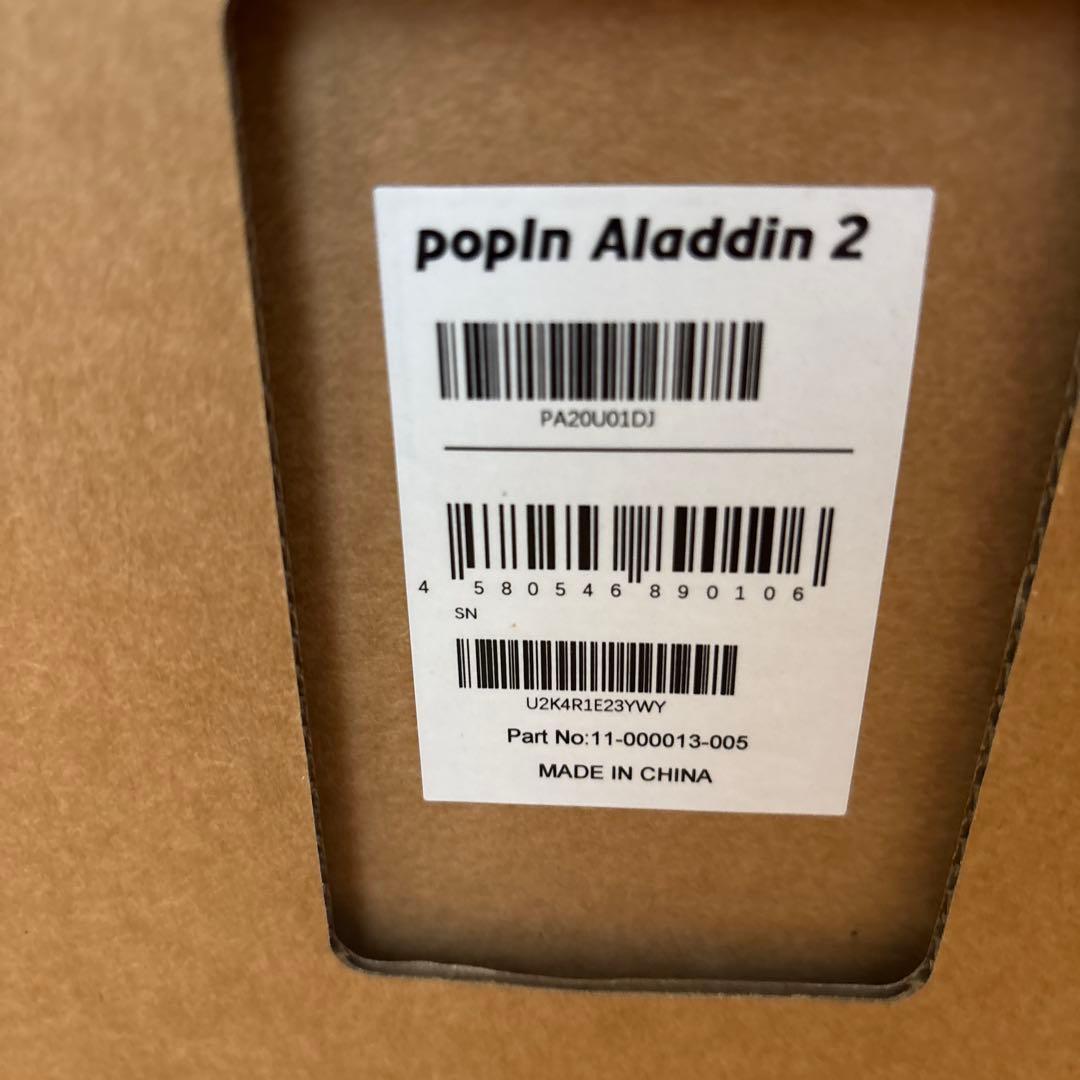 popIn Aladdin 2
PA20U01DJ
4 580546 890106
SN
U2K4R1E23YWY
Part No:11-000013-005
MADE IN CHINA